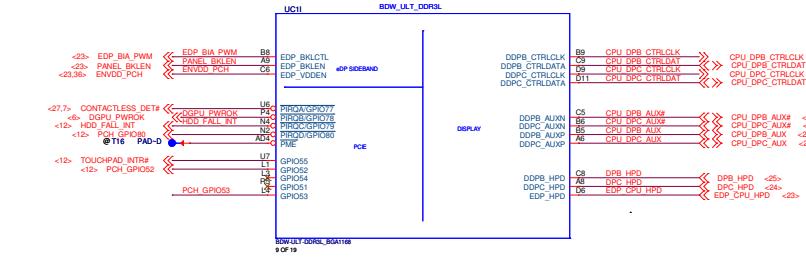 UC1I
BDW_ULT_DDR3L
<23> EDP_BIA_PWM EDP_BIA_PWM B8 EDP_BKLCTL
<23> PANEL_BKLEN PANEL_BKLEN A9 EDP_BKLEN
<23,36> ENVDD_PCH ENVDD_PCH C6 EDP_VDDEN
eDP SIDEBAND
DDPB_CTRLCLK B9 CPU_DPB_CTRLCLK CPU_DPB_CTRLCLK
DDPB_CTRLDATA C9 CPU_DPB_CTRLDAT CPU_DPB_CTRLDAT
DDPC_CTRLCLK D9 CPU_DPC_CTRLCLK CPU_DPC_CTRLCLK
DDPC_CTRLDATA D11 CPU_DPC_CTRLDAT CPU_DPC_CTRLDAT
<27,7> CONTACTLESS_DET# U6 PIRQA/GPIO77
<6> DGPU_PWROK DGPU_PWROK P4 PIRQB/GPIO78
<12> HDD_FALL_INT HDD_FALL_INT N4 PIRQC/GPIO79
<12> PCH_GPIO80 N2 PIRQD/GPIO80
@T16 PAD~D AD4 PME
PCIE
DISPLAY
DDPB_AUXN C5 CPU_DPB_AUX# CPU_DPB_AUX#
DDPC_AUXN B6 CPU_DPC_AUX# CPU_DPC_AUX#
DDPB_AUXP B5 CPU_DPB_AUX CPU_DPB_AUX
DDPC_AUXP A6 CPU_DPC_AUX CPU_DPC_AUX
<12> TOUCHPAD_INTR# U7 GPIO55
<12> PCH_GPIO52 L1 GPIO52
L3 GPIO54
GPIO51
PCH_GPIO53 L4 GPIO53
DDPB_HPD C8 DPB_HPD DPB_HPD <25>
DDPC_HPD A8 DPC_HPD DPC_HPD <24>
EDP_HPD D6 EDP_CPU_HPD EDP_CPU_HPD <23>
BDW-ULT-DDR3L_BGA1168
9 OF 19